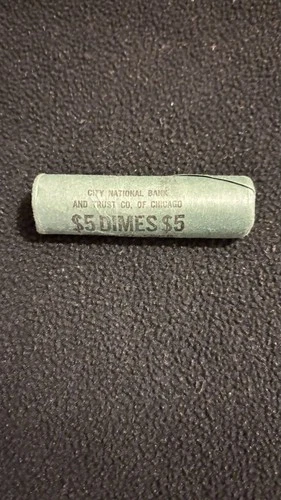 CITY NATIONAL BANK
AND TRUST CO. OF CHICAGO
$5 DIMES $5